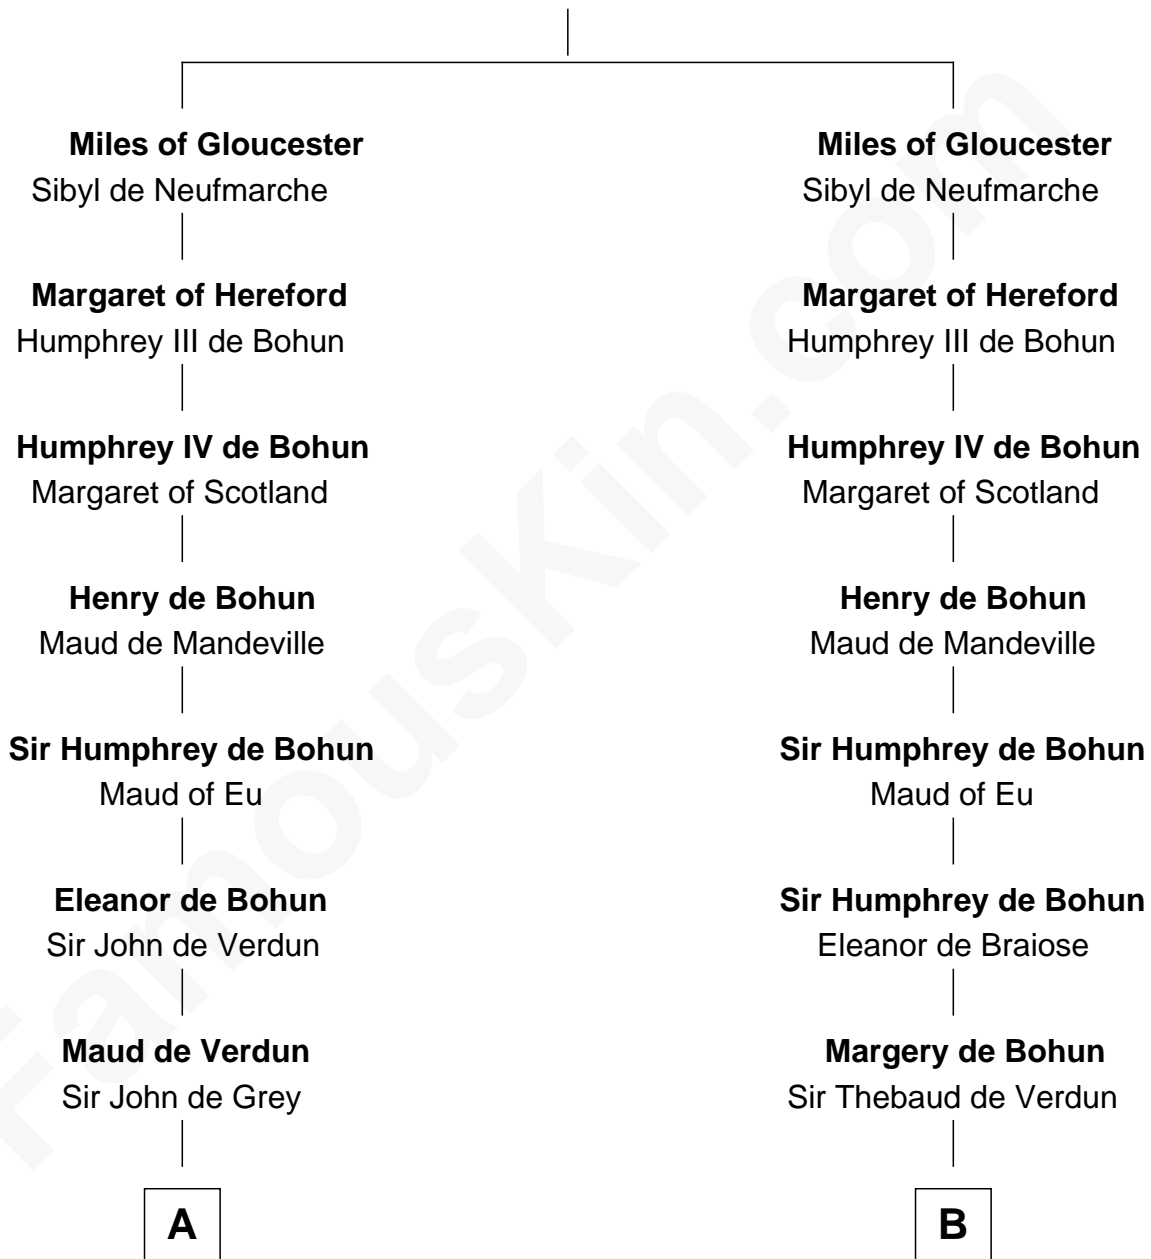 Miles of Gloucester
Sibyl de Neufmarche
Margaret of Hereford
Humphrey III de Bohun
Humphrey IV de Bohun
Margaret of Scotland
Henry de Bohun
Maud de Mandeville
Sir Humphrey de Bohun
Maud of Eu
Eleanor de Bohun
Sir John de Verdun
Maud de Verdun
Sir John de Grey
A
Miles of Gloucester
Sibyl de Neufmarche
Margaret of Hereford
Humphrey III de Bohun
Humphrey IV de Bohun
Margaret of Scotland
Henry de Bohun
Maud de Mandeville
Sir Humphrey de Bohun
Maud of Eu
Sir Humphrey de Bohun
Eleanor de Braiose
Margery de Bohun
Sir Thebaud de Verdun
B
FamousKin.com